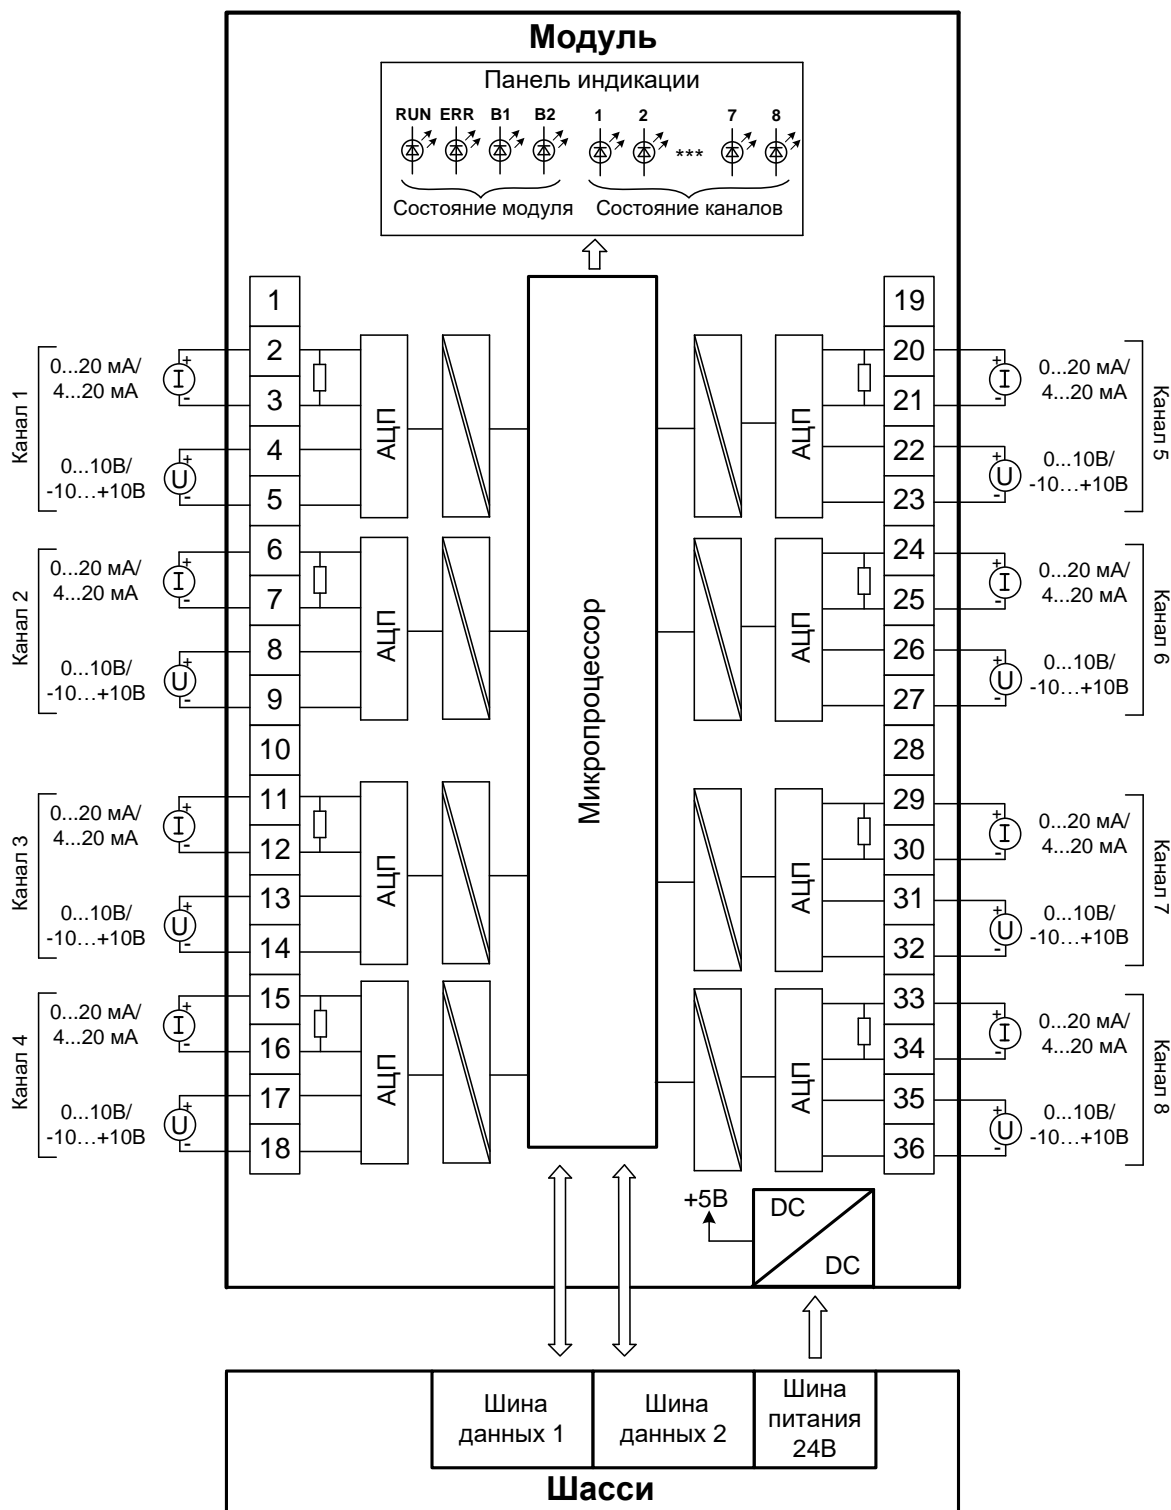 Модуль
Панель индикации
RUN ERR B1 B2 1 2 7 8
***
Состояние модуля Состояние каналов
Канал 1
0...20 мА/
4...20 мА
0...10В/
-10...+10В
I
+
-
U
+
-
1
2
3
4
5
АЦП
Канал 2
0...20 мА/
4...20 мА
0...10В/
-10...+10В
I
+
-
U
+
-
6
7
8
9
10
АЦП
Канал 3
0...20 мА/
4...20 мА
0...10В/
-10...+10В
I
+
-
U
+
-
11
12
13
14
АЦП
Канал 4
0...20 мА/
4...20 мА
0...10В/
-10...+10В
I
+
-
U
+
-
15
16
17
18
АЦП
Микропроцессор
АЦП
19
20
21
22
23
+
I
-
+
U
-
0...20 мА/
4...20 мА
0...10В/
-10...+10В
Канал 5
АЦП
24
25
26
27
28
+
I
-
+
U
-
0...20 мА/
4...20 мА
0...10В/
-10...+10В
Канал 6
АЦП
29
30
31
32
+
I
-
+
U
-
0...20 мА/
4...20 мА
0...10В/
-10...+10В
Канал 7
АЦП
33
34
35
36
+
I
-
+
U
-
0...20 мА/
4...20 мА
0...10В/
-10...+10В
Канал 8
+5В
DC
DC
Шина
данных 1
Шина
данных 2
Шина
питания
24В
Шасси